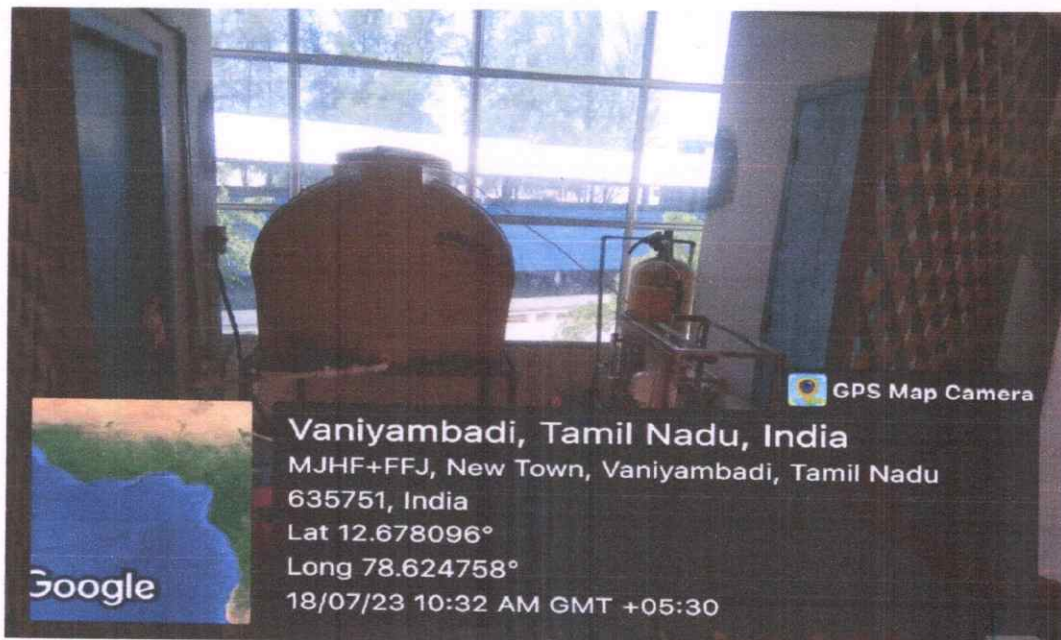 GPS Map Camera
Vaniyambadi, Tamil Nadu, India
MJHF+FFJ, New Town, Vaniyambadi, Tamil Nadu
635751, India
Lat 12.678096°
Long 78.624758°
18/07/23 10:32 AM GMT +05:30
Google